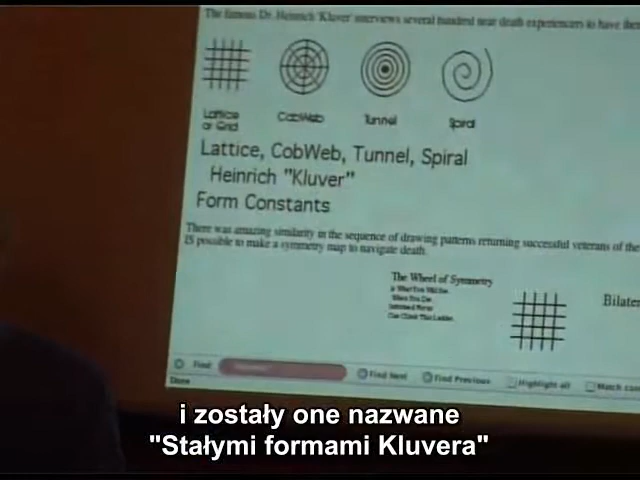 The famous Dr. Heinrich 'Kluver' interviews several hundred near death experiencers to have
Lattice or Grid
CobWeb
Tunnel
Spiral
Lattice, CobWeb, Tunnel, Spiral
Heinrich "Kluver"
Form Constants
There was amazing similarity in the sequence of drawing patterns returning successful veterans of the
IS possible to make a symmetry map to navigate death.
The Wheel of Symmetry
When You Die
Find
Find Next
Find Previous
Highlight all
Match
Done
i zostały one nazwane
"Stałymi formami Kluvera"